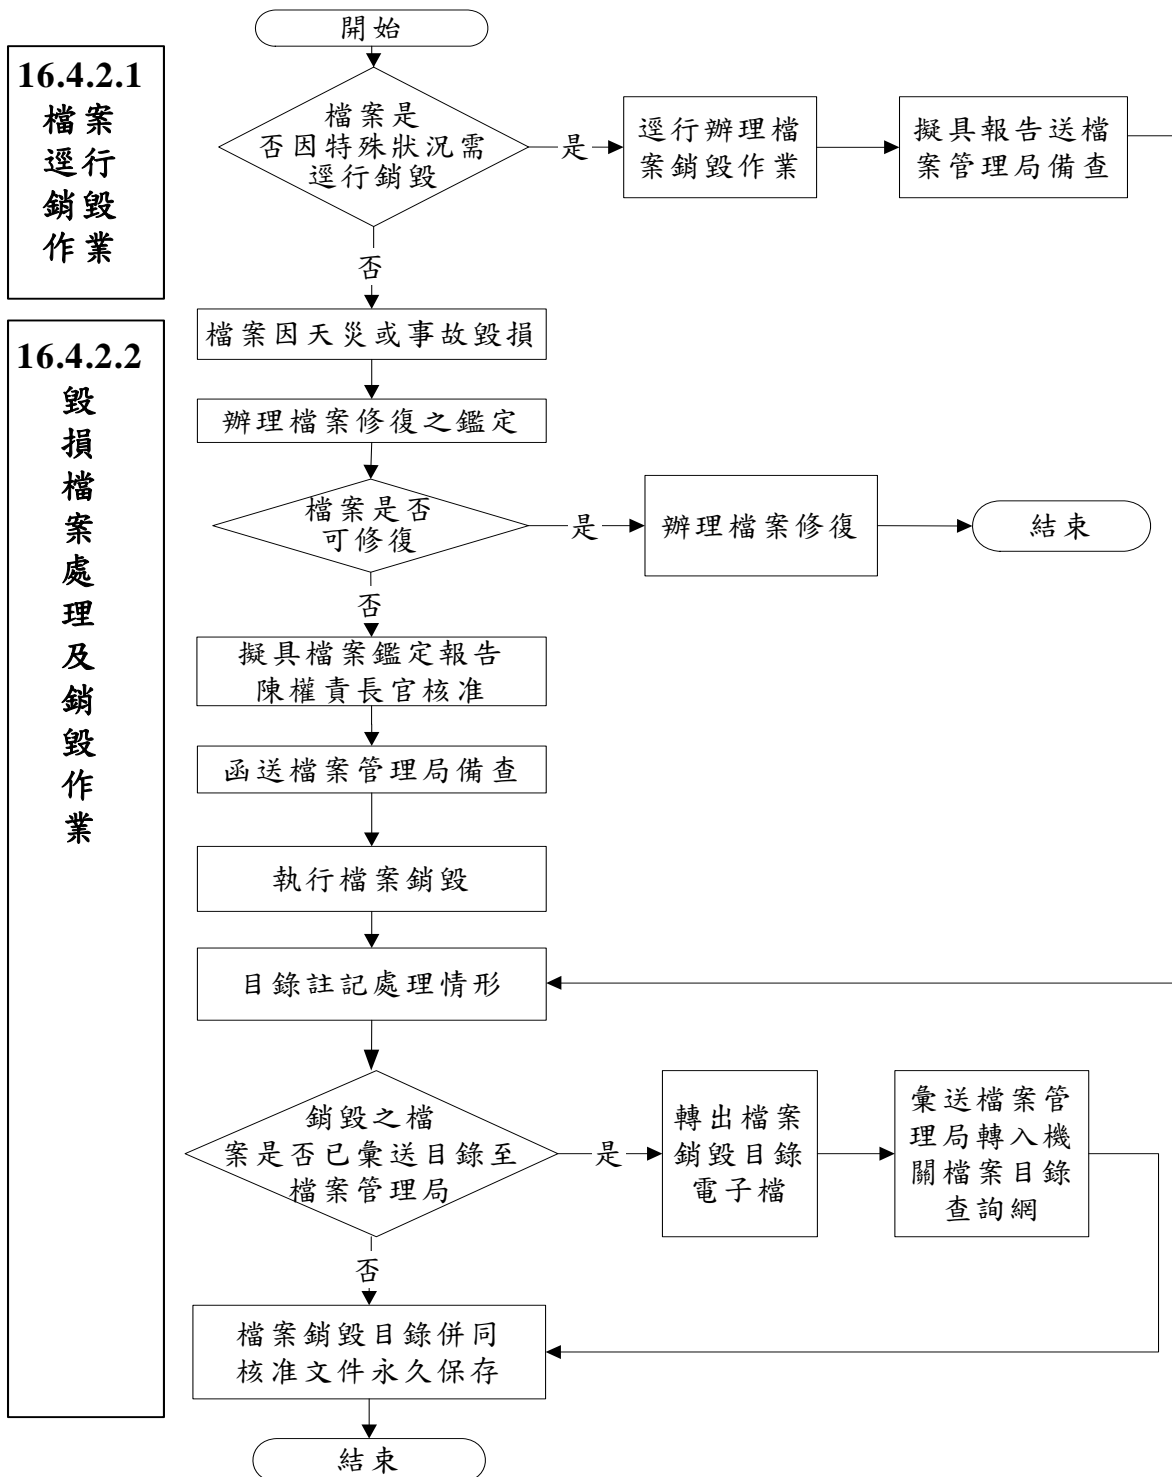 開始
16.4.2.1
檔案
逕行
銷毀
作業
檔案是
否因特殊狀況需
逕行銷毀
是
逕行辦理檔
案銷毀作業
擬具報告送檔
案管理局備查
否
16.4.2.2
毀
損
檔
案
處
理
及
銷
毀
作
業
檔案因天災或事故毀損
辦理檔案修復之鑑定
檔案是否
可修復
是
辦理檔案修復
結束
否
擬具檔案鑑定報告
陳權責長官核准
函送檔案管理局備查
執行檔案銷毀
目錄註記處理情形
銷毀之檔
案是否已彙送目錄至
檔案管理局
是
轉出檔案
銷毀目錄
電子檔
彙送檔案管
理局轉入機
關檔案目錄
查詢網
否
檔案銷毀目錄併同
核准文件永久保存
結束